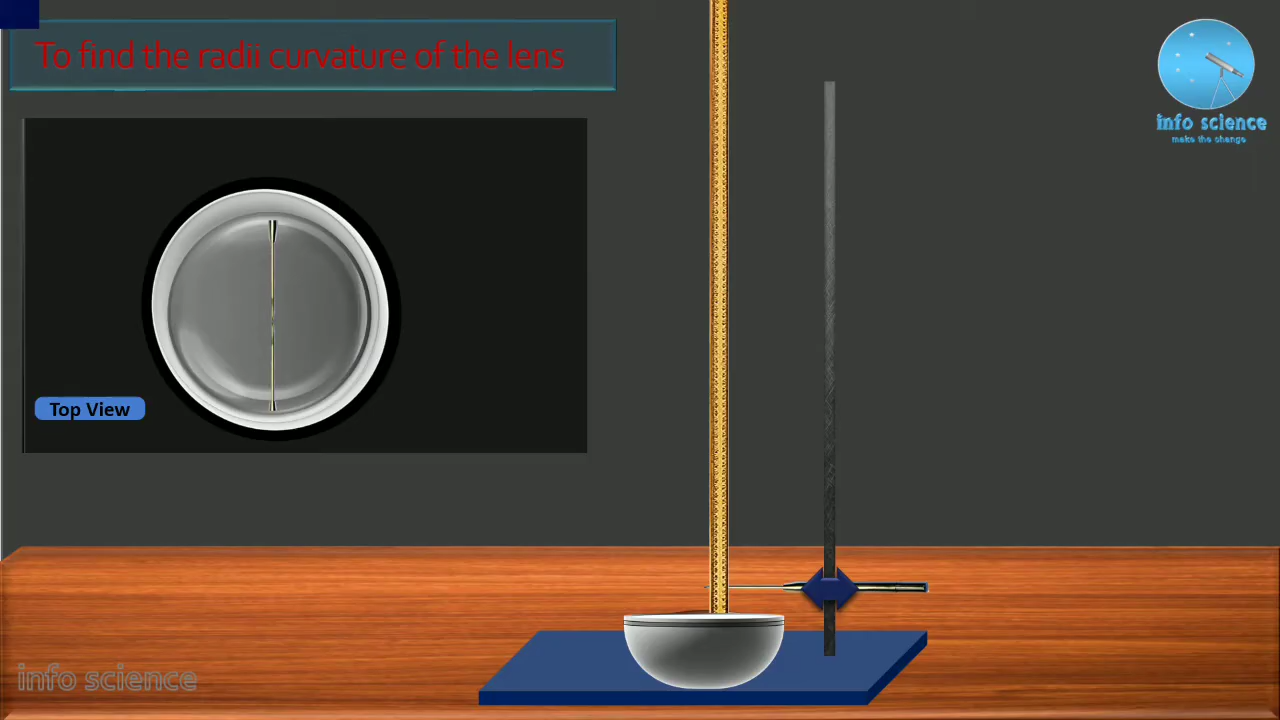 To find the radii curvature of the lens
info science
make the change
Top View
info science